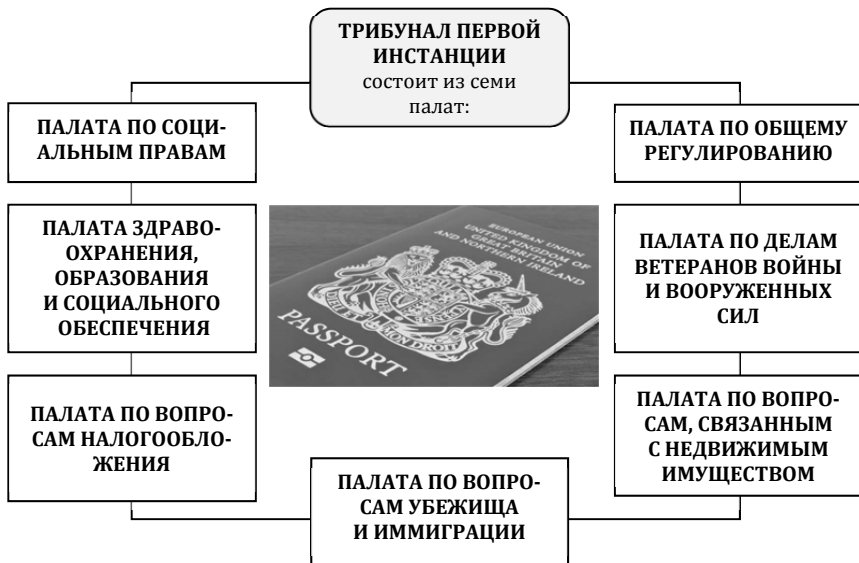 ТРИБУНАЛ ПЕРВОЙ
ИНСТАНЦИИ
состоит из семи
палат:
ПАЛАТА ПО СОЦИ-
АЛЬНЫМ ПРАВАМ
ПАЛАТА ПО ОБЩЕМУ
РЕГУЛИРОВАНИЮ
ПАЛАТА ЗДРАВО-
ОХРАНЕНИЯ,
ОБРАЗОВАНИЯ
И СОЦИАЛЬНОГО
ОБЕСПЕЧЕНИЯ
EUROPEAN UNION
UNITED KINGDOM OF
GREAT BRITAIN
AND NORTHERN IRELAND
PASSPORT
ПАЛАТА ПО ДЕЛАМ
ВЕТЕРАНОВ ВОЙНЫ
И ВООРУЖЕННЫХ
СИЛ
ПАЛАТА ПО ВОПРО-
САМ НАЛОГООБЛО-
ЖЕНИЯ
ПАЛАТА ПО ВОПРО-
САМ, СВЯЗАННЫМ
С НЕДВИЖИМЫМ
ИМУЩЕСТВОМ
ПАЛАТА ПО ВОПРО-
САМ УБЕЖИЩА
И ИММИГРАЦИИ